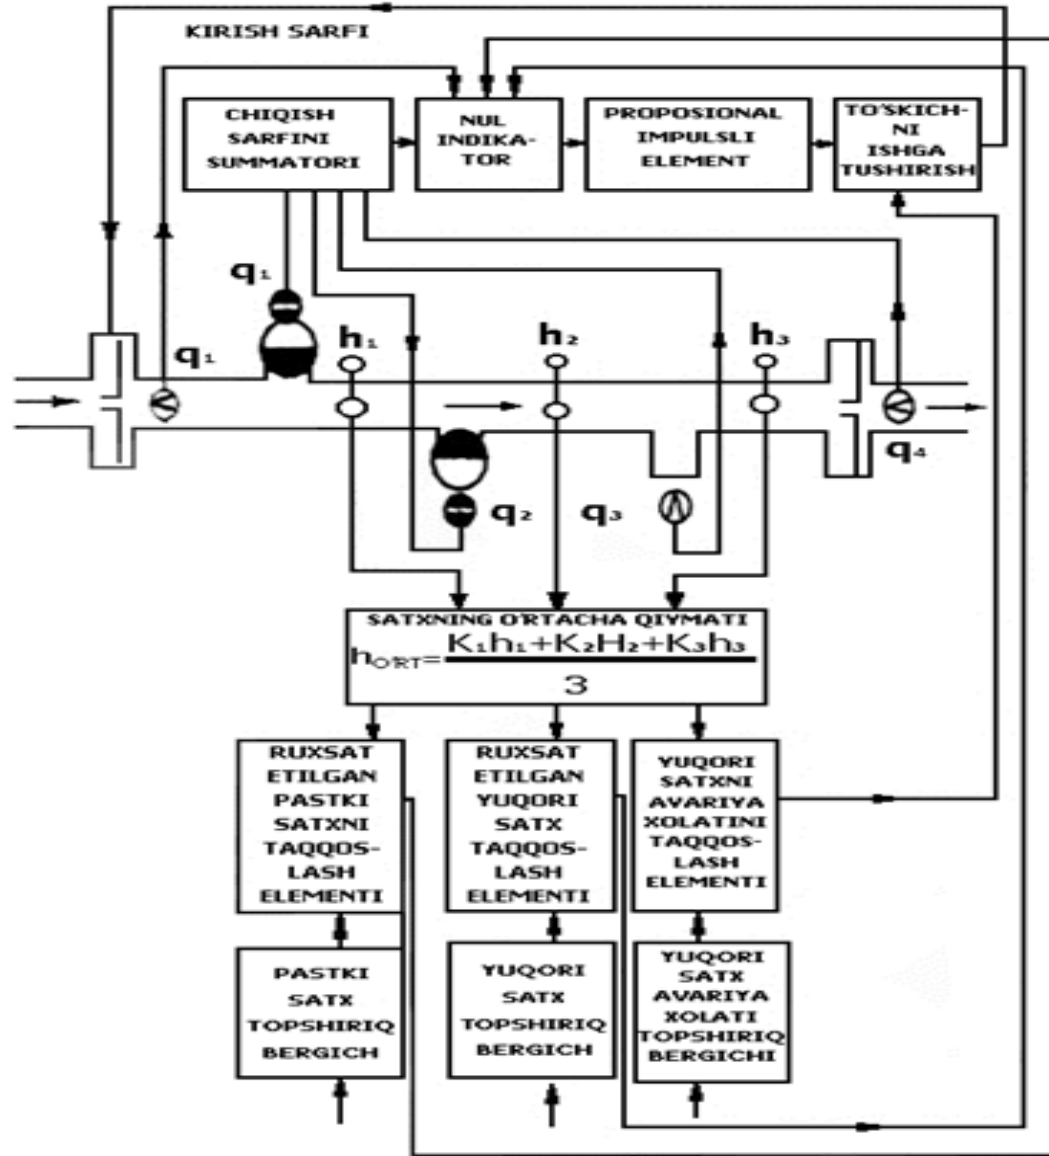 KIRISH SARFI
CHIQISH
SARFINI
SUMMATORI
NUL
INDIKA-
TOR
PROPOSIONAL
IMPULSLI
ELEMENT
TO'SKICH-
NI
ISHGA
TUSHIRISH
q₁
q₁
h₁
h₂
h₃
q₂
q₃
q₄
SATXNING O'RTACHA QIYMATI
hO'RT= K₁h₁+K₂H₂+K₃h₃
3
RUXSAT
ETILGAN
PASTKI
SATXNI
TAQQOS-
LASH
ELEMENTI
RUXSAT
ETILGAN
YUQORI
SATX
TAQQOS-
LASH
ELEMENTI
YUQORI
SATXNI
AVARIYA
XOLATINI
TAQQOS-
LASH
ELEMENTI
PASTKI
SATX
TOPSHIRIQ
BERGICH
YUQORI
SATX
TOPSHIRIQ
BERGICH
YUQORI
SATX
AVARIYA
XOLATI
TOPSHIRIQ
BERGICHI